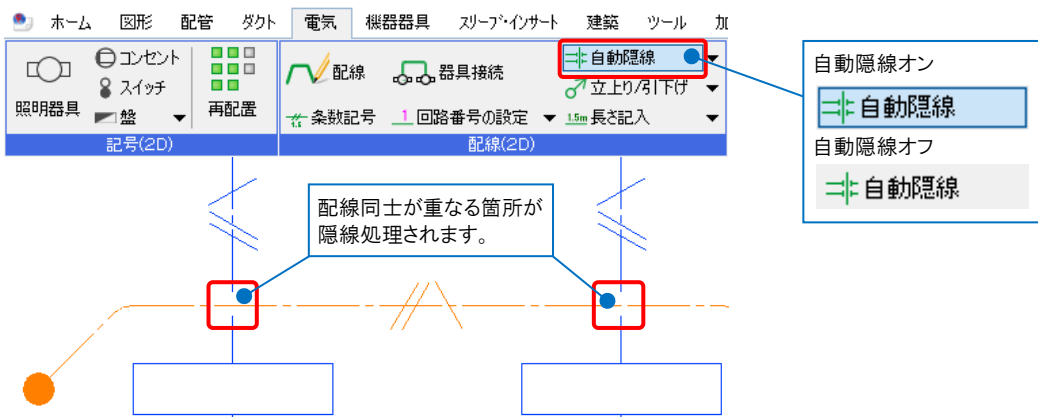 ホーム 図形 配管 ダクト 電気 機器器具 スリーブ・インサート 建築 ツール 加
照明器具
コンセント
スイッチ
盤
再配置
記号(2D)
配線
器具接続
自動隠線
立上り/引下げ
条数記号
1 回路番号の設定
1.5m 長さ記入
配線(2D)
自動隠線オン
自動隠線
自動隠線オフ
自動隠線
配線同士が重なる箇所が
隠線処理されます。